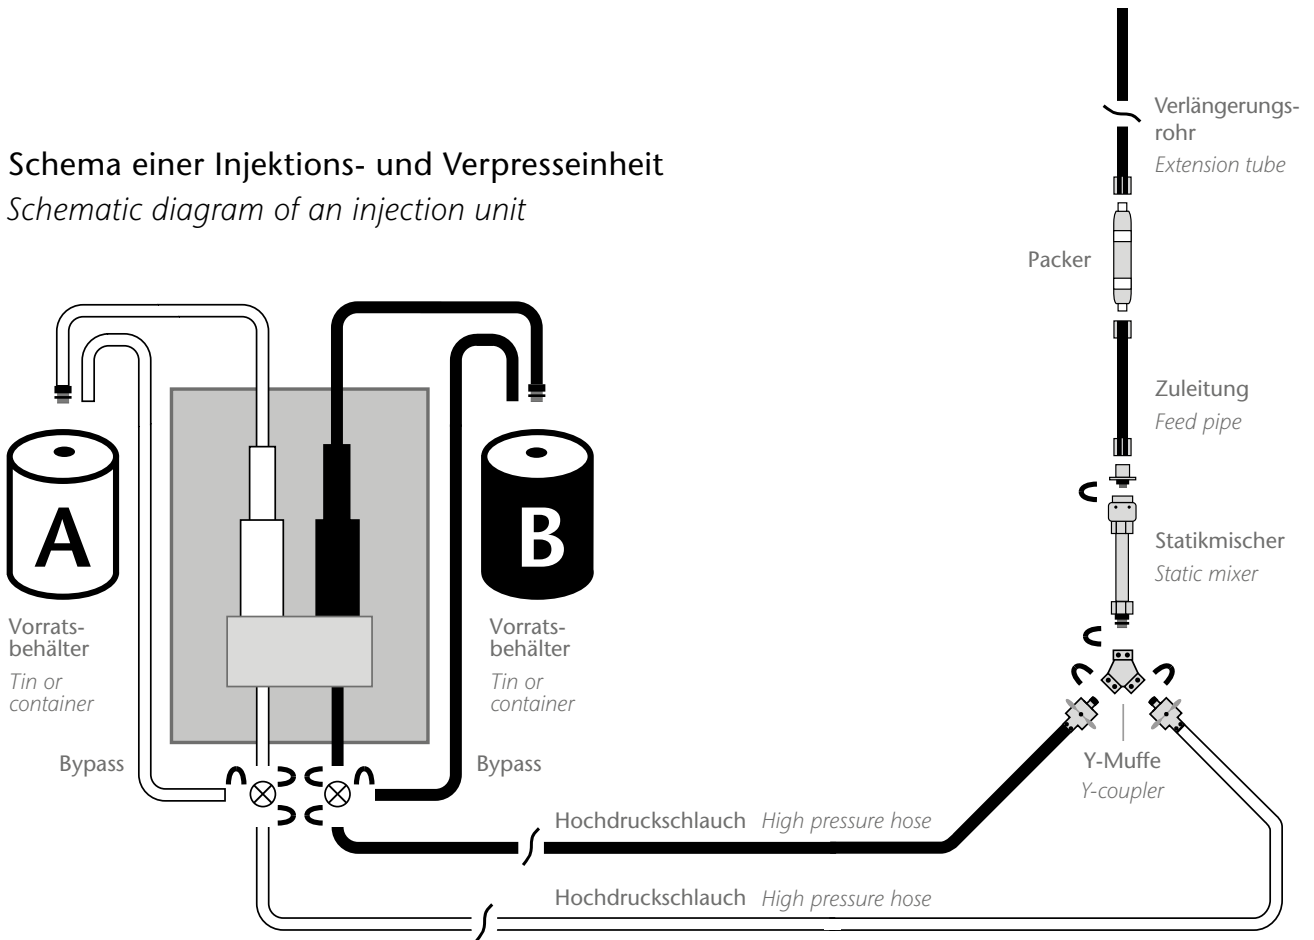 Schema einer Injektions- und Verpresseinheit
Schematic diagram of an injection unit
Verlängerungs-
rohr
Extension tube
Packer
Zuleitung
Feed pipe
Statikmischer
Static mixer
Y-Muffe
Y-coupler
A
B
Vorrats-
behälter
Tin or
container
Vorrats-
behälter
Tin or
container
Bypass
Bypass
Hochdruckschlauch High pressure hose
Hochdruckschlauch High pressure hose